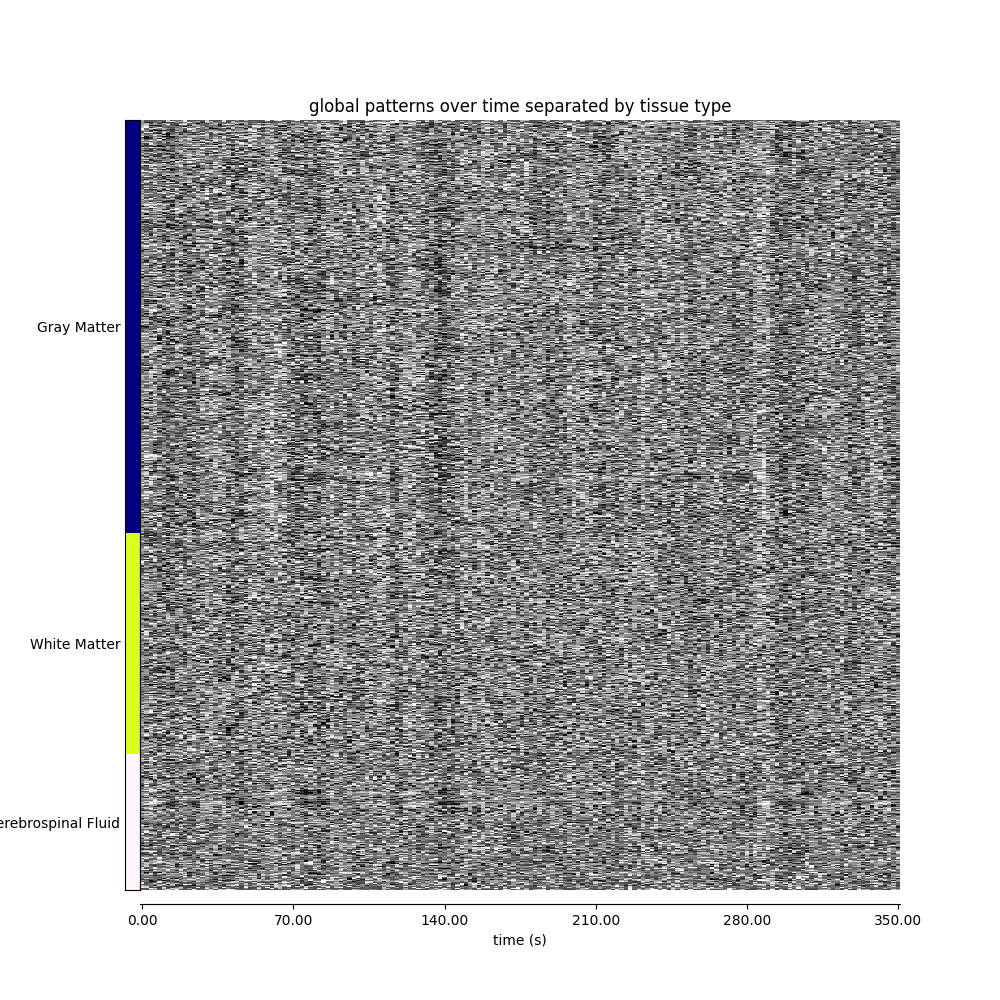 global patterns over time separated by tissue type
Gray Matter
White Matter
erebrospinal Fluid
0.00 70.00 140.00 210.00 280.00 350.00
time (s)